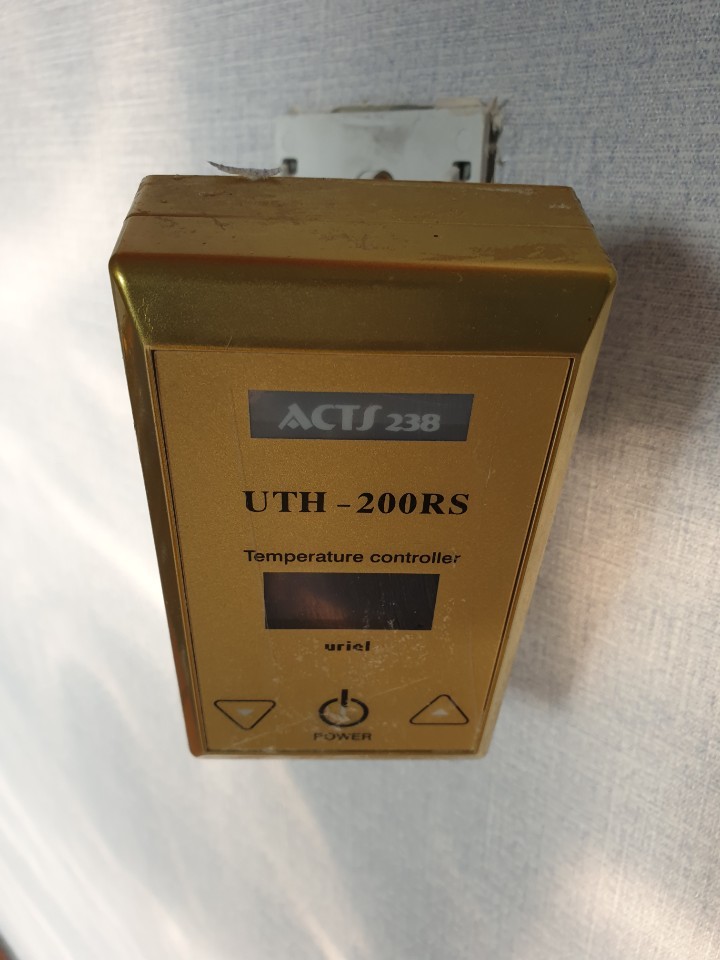 ACTS 238
UTH-200RS
Temperature controller
uriel
POWER